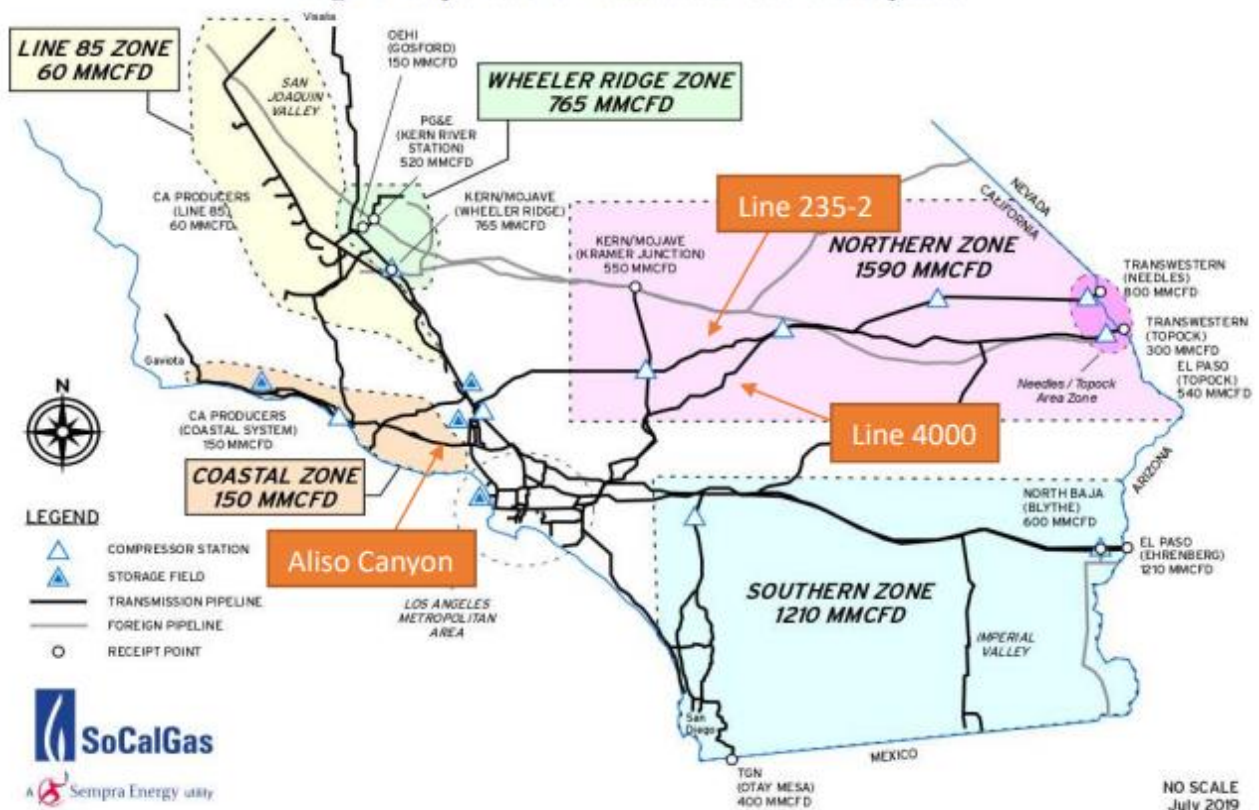 Visalia
OEHI
(GOSFORD)
150 MMCFD
LINE 85 ZONE
60 MMCFD
SAN
JOAQUIN
VALLEY
WHEELER RIDGE ZONE
765 MMCFD
PG&E
(KERN RIVER
STATION)
520 MMCFD
CA PRODUCERS
(LINE 85)
60 MMCFD
KERN/MOJAVE
(WHEELER RIDGE)
765 MMCFD
Line 235-2
NEVADA
CALIFORNIA
KERN/MOJAVE
(KRAMER JUNCTION)
550 MMCFD
NORTHERN ZONE
1590 MMCFD
TRANSWESTERN
(NEEDLES)
800 MMCFD
TRANSWESTERN
(TOPOCK)
300 MMCFD
EL PASO
(TOPOCK)
540 MMCFD
Needles / Topock
Area Zone
Gaviota
N
CA PRODUCERS
(COASTAL SYSTEM)
150 MMCFD
Line 4000
COASTAL ZONE
150 MMCFD
ARIZONA
NORTH BAJA
(BLYTHE)
600 MMCFD
EL PASO
(EHRENBERG)
1210 MMCFD
LEGEND
COMPRESSOR STATION
STORAGE FIELD
TRANSMISSION PIPELINE
FOREIGN PIPELINE
RECEIPT POINT
Aliso Canyon
LOS ANGELES
METROPOLITAN
AREA
SOUTHERN ZONE
1210 MMCFD
IMPERIAL
VALLEY
San
Diego
MEXICO
TGN
(OTAY MESA)
400 MMCFD
SoCalGas
A Sempra Energy utility
NO SCALE
July 2019